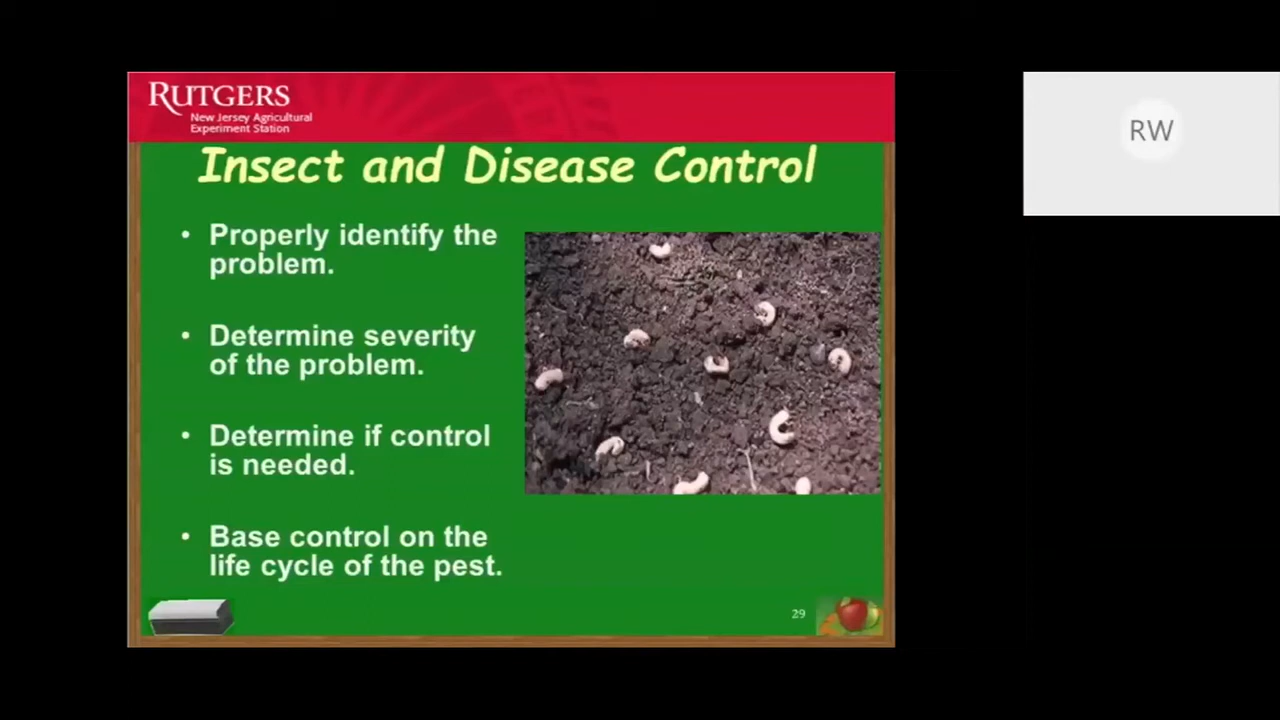 RUTGERS
New Jersey Agricultural
Experiment Station
Insect and Disease Control
• Properly identify the
problem.
• Determine severity
of the problem.
• Determine if control
is needed.
• Base control on the
life cycle of the pest.
29
RW